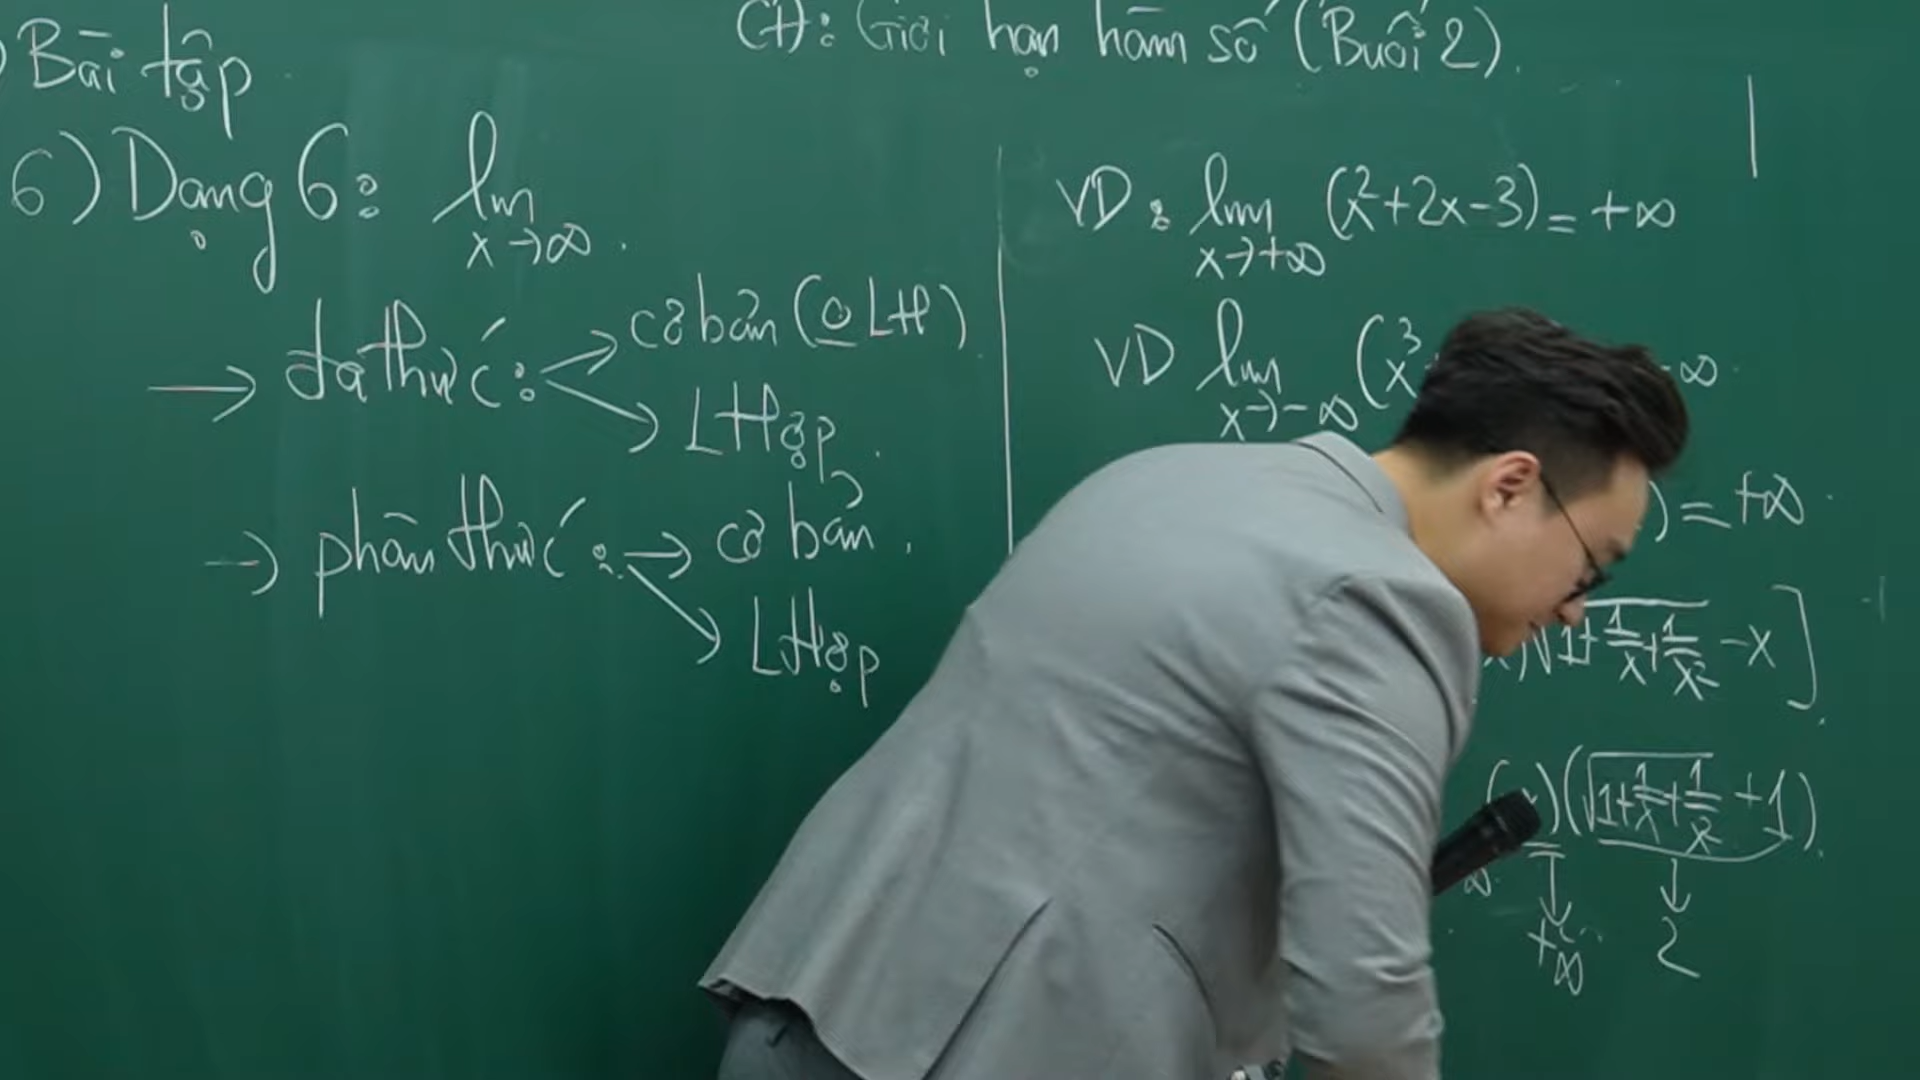 CĐ: Giới hạn hàm số (Buổi 2).
) Bài tập
6) Dạng 6: lim
x→∞.
→ đa thức: → cơ bản (0 LHP)
→ LHợp.
→ phân thức: → cơ bản.
→ LHợp
VD: lim (x²+2x-3) = +∞
x→+∞
VD lim (x³ -∞.
x→-∞
) = +∞.
x)√1+1/x+1/x² -x].
)(√1+1/x+1/x² +1).
∞. ↓ ↓
+∞ 2